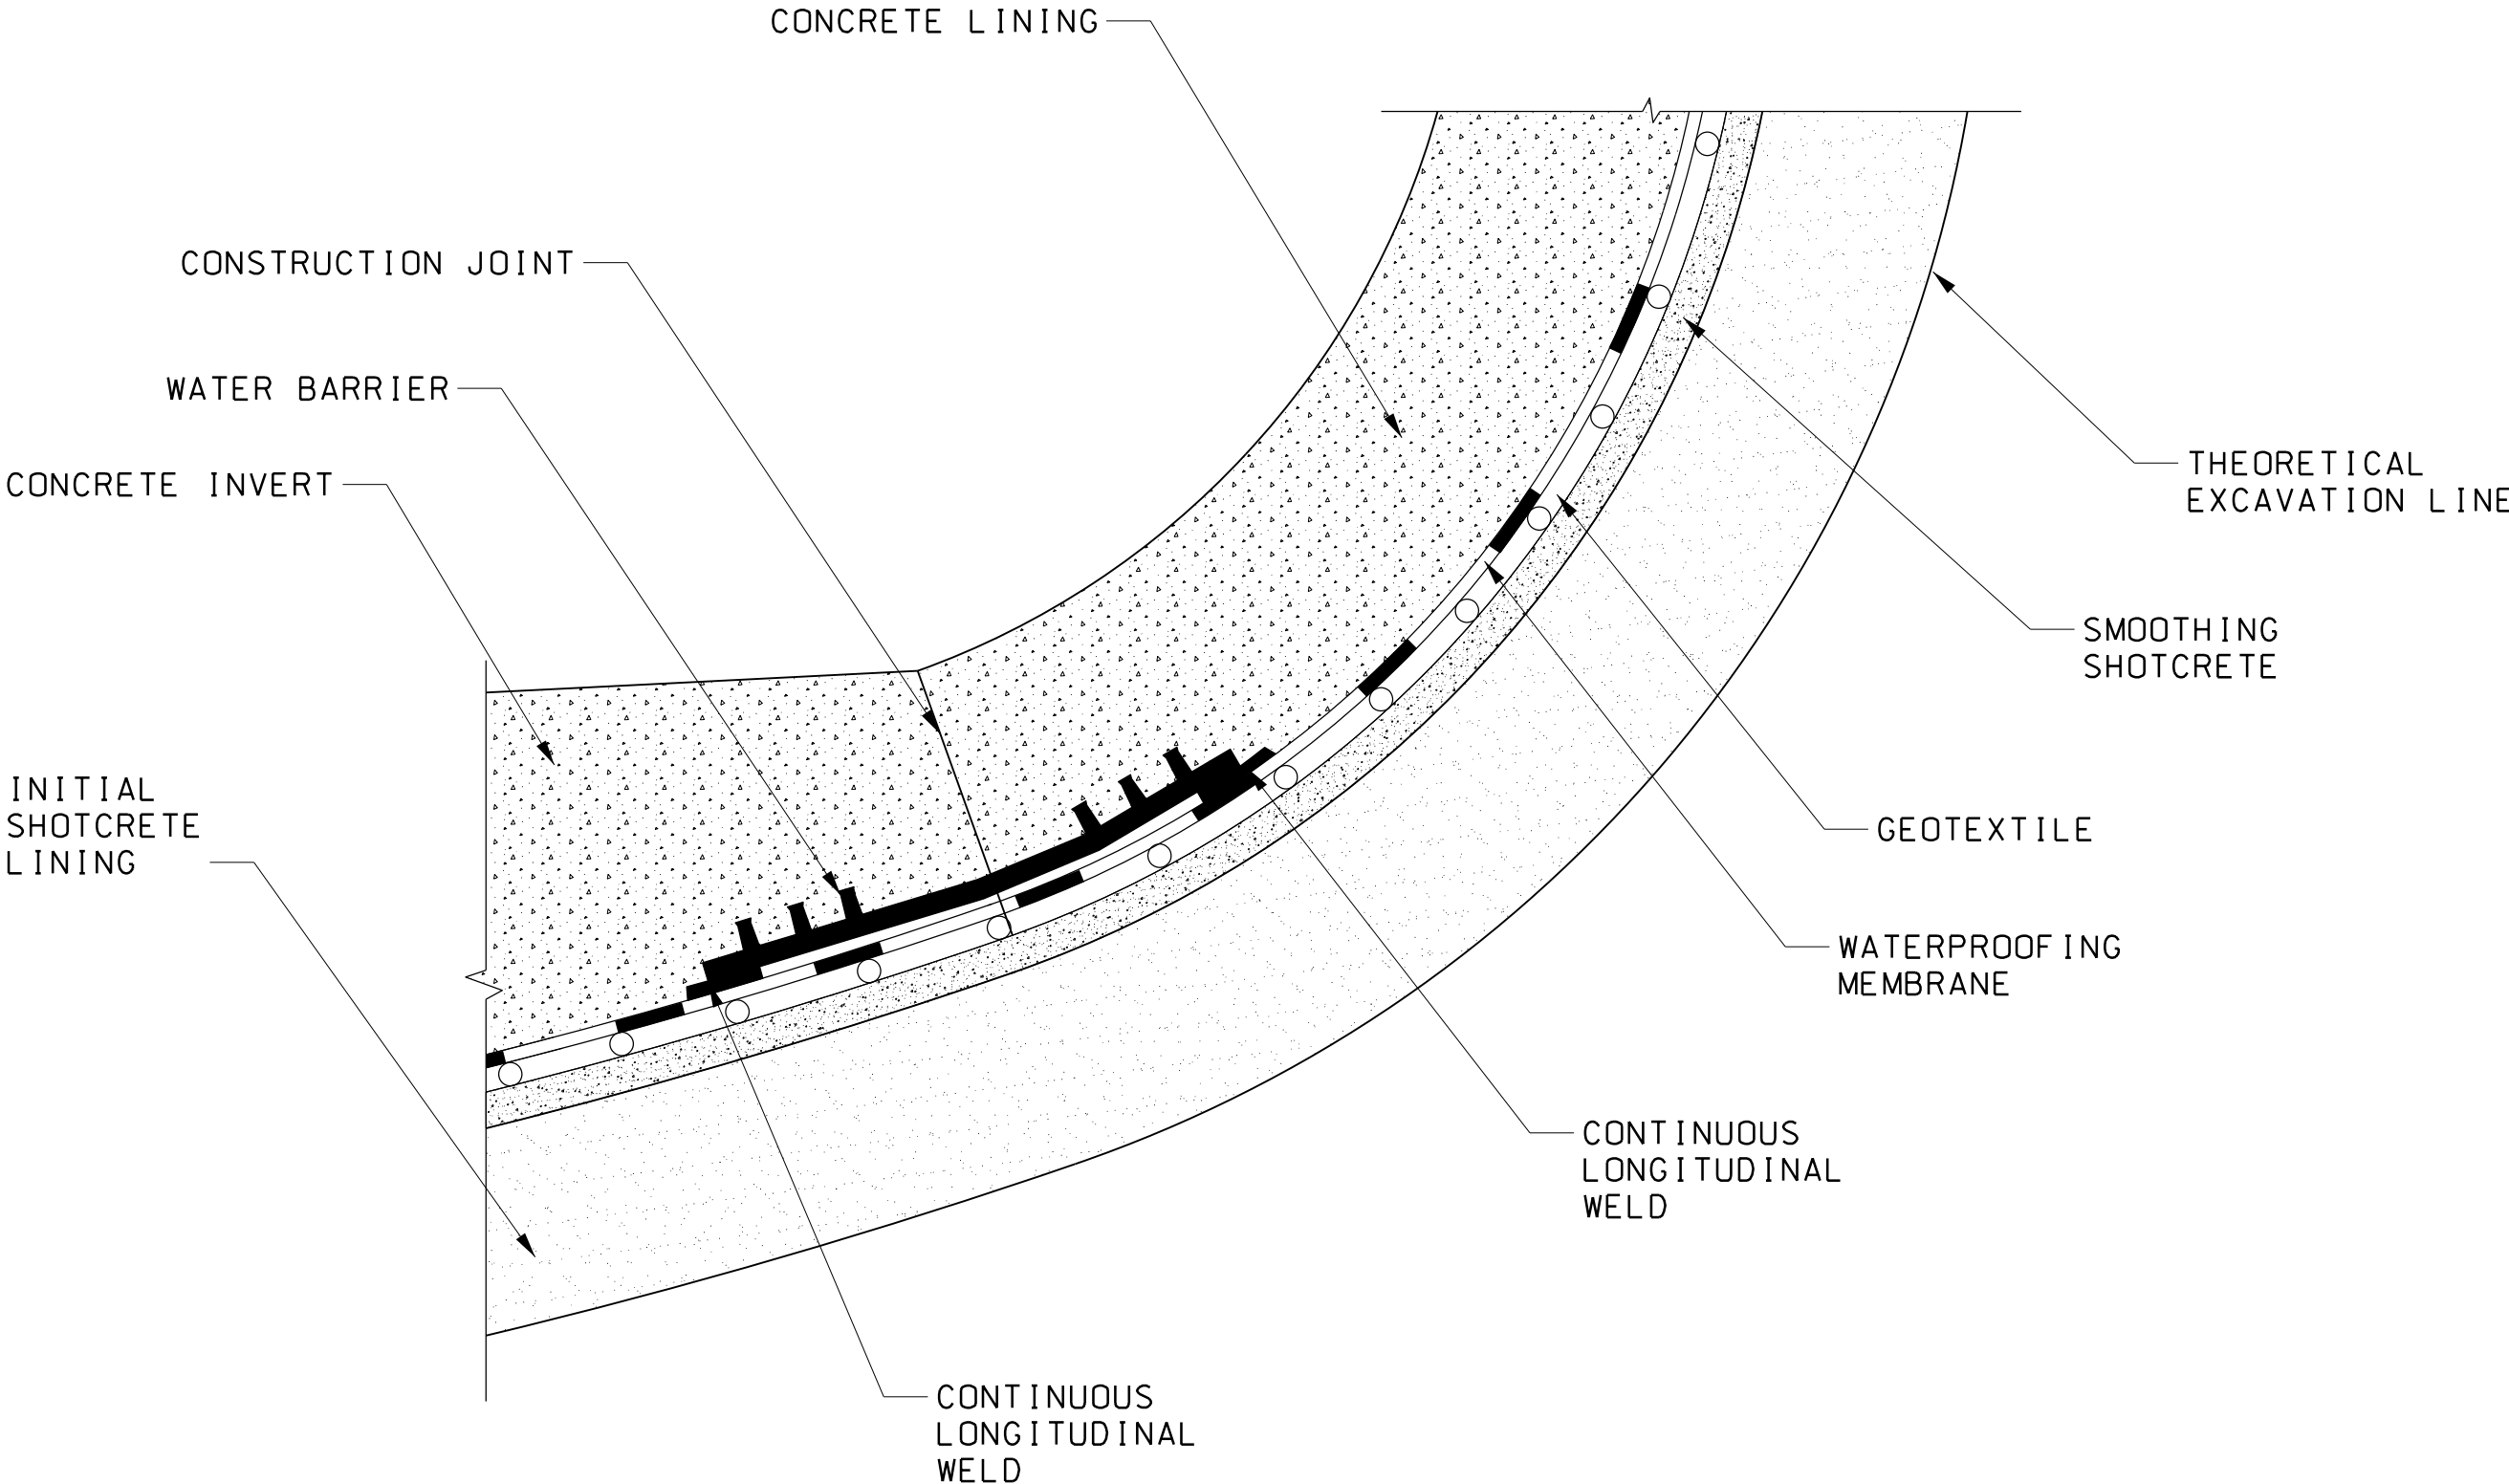 CONCRETE LINING
CONSTRUCTION JOINT
WATER BARRIER
CONCRETE INVERT
INITIAL
SHOTCRETE
LINING
THEORETICAL
EXCAVATION LINE
SMOOTHING
SHOTCRETE
GEOTEXTILE
WATERPROOFING
MEMBRANE
CONTINUOUS
LONGITUDINAL
WELD
CONTINUOUS
LONGITUDINAL
WELD